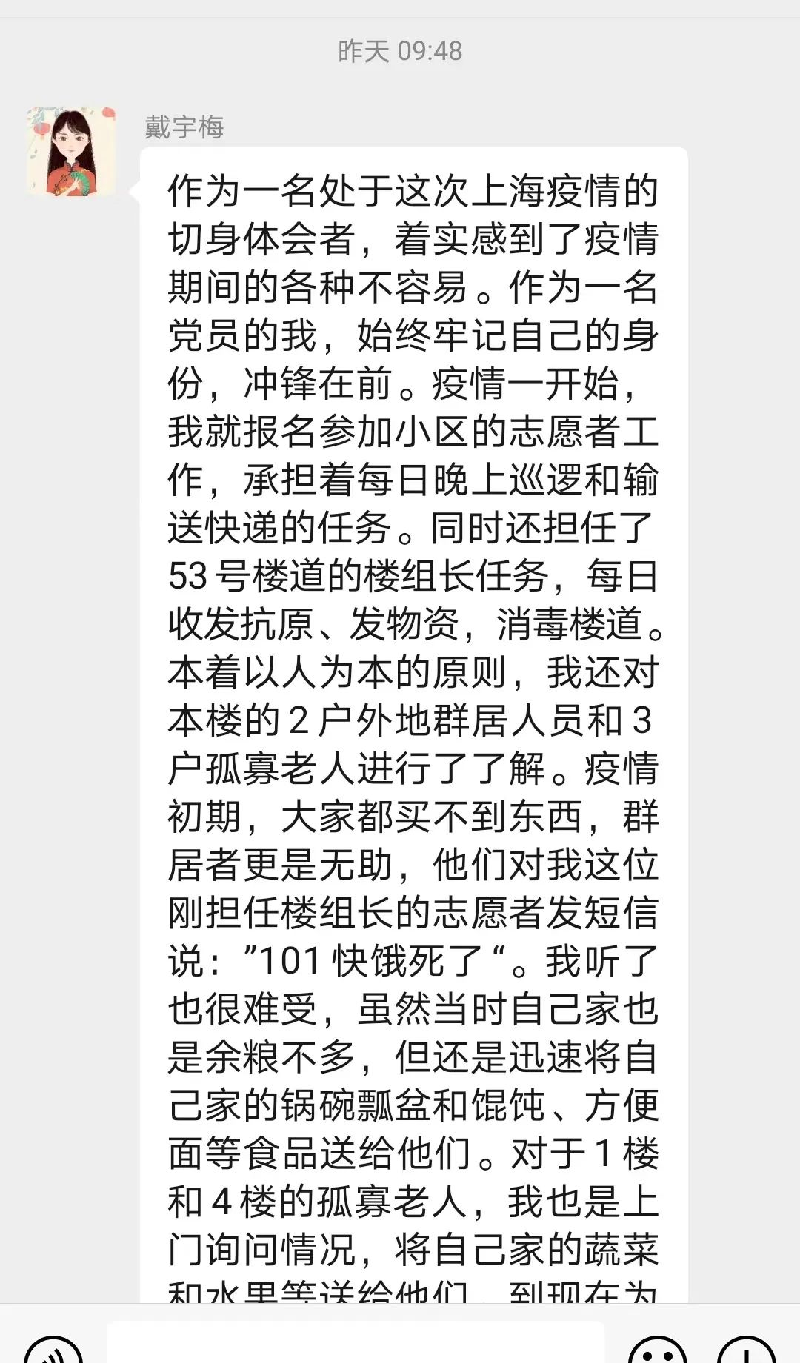 昨天 09:48
戴宇梅
作为一名处于这次上海疫情的
切身体会者，着实感到了疫情
期间的各种不容易。作为一名
党员的我，始终牢记自己的身
份，冲锋在前。疫情一开始，
我就报名参加小区的志愿者工
作，承担着每日晚上巡逻和输
送快递的任务。同时还担任了
53号楼道的楼组长任务，每日
收发抗原、发物资，消毒楼道。
本着以人为本的原则，我还对
本楼的2户外地群居人员和3
户孤寡老人进行了了解。疫情
初期，大家都买不到东西，群
居者更是无助，他们对我这位
刚担任楼组长的志愿者发短信
说：”101快饿死了“。我听了
也很难受，虽然当时自己家也
是余粮不多，但还是迅速将自
己家的锅碗瓢盆和馄饨、方便
面等食品送给他们。对于1楼
和4楼的孤寡老人，我也是上
门询问情况，将自己家的蔬菜
和水果等送给他们，到现在为